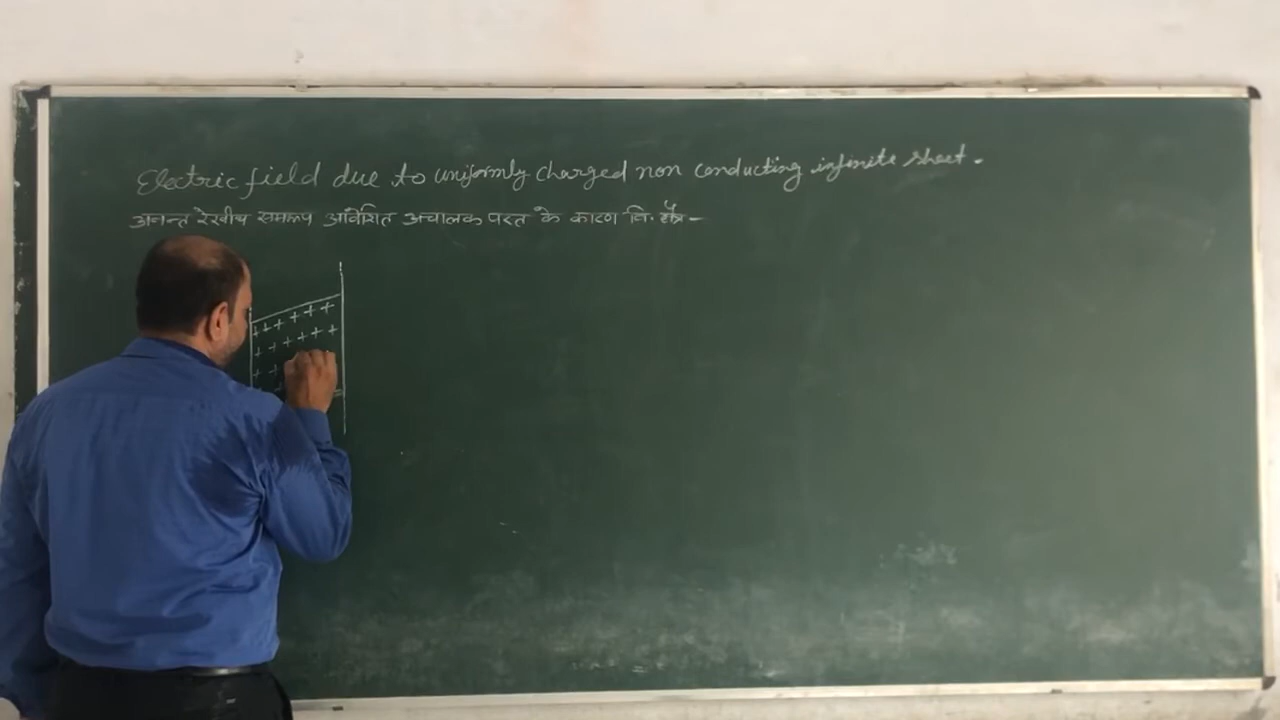 Electric field due to uniformly charged non conducting infinite sheet.
अनन्त रेखीय समरूप आवेशित अचालक परत के कारण वि. क्षेत्र-